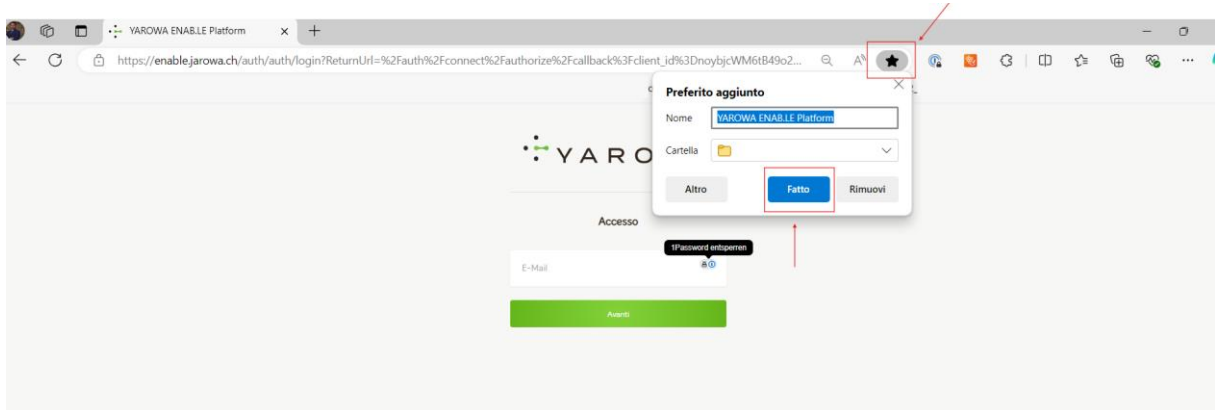 YAROWA ENAB.LE Platform
https://enable.jarowa.ch/auth/auth/login?ReturnUrl=%2Fauth%2Fconnect%2Fauthorize%2Fcallback%3Fclient_id%3DnoybjcWM6tB49o2...
Preferito aggiunto
Nome YAROWA ENAB.LE Platform
YARO
Cartella
Altro Fatto Rimuovi
Accesso
1Password entsperren
E-Mail
Avanti